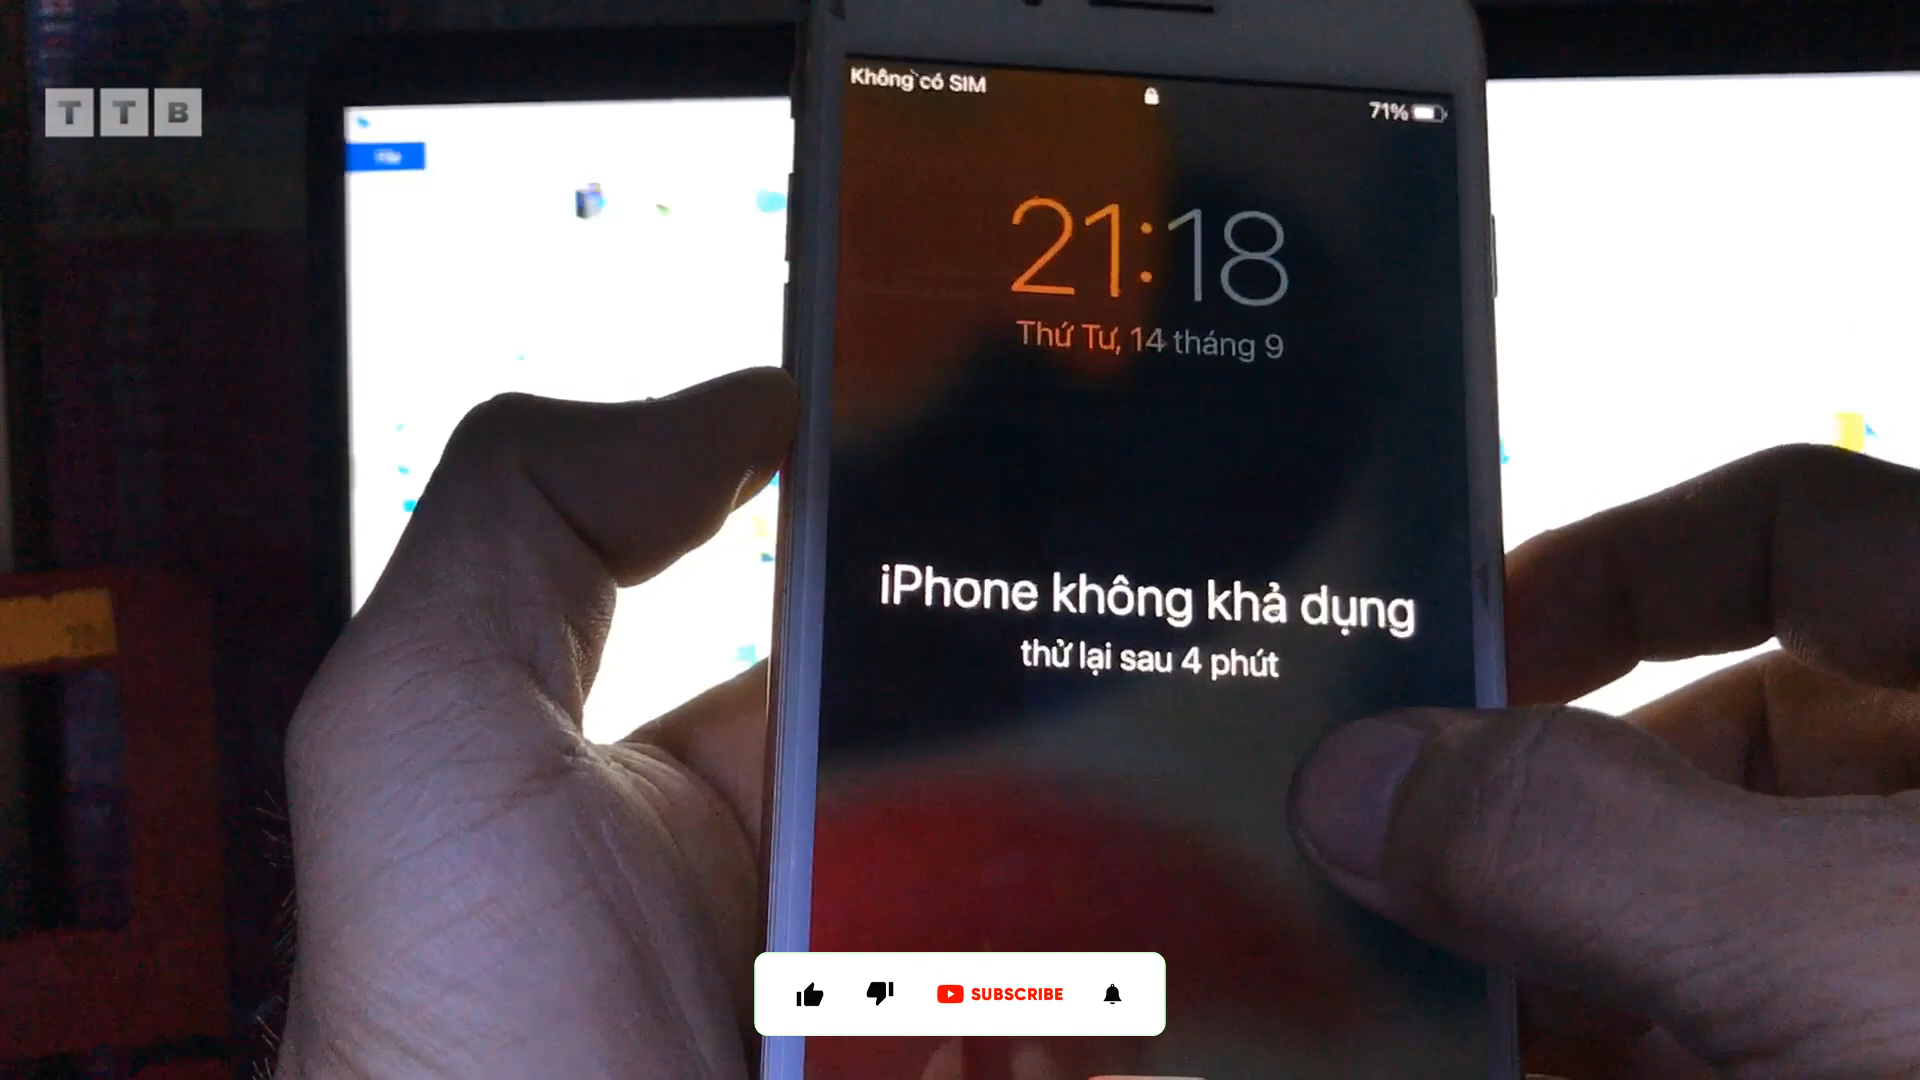 TTB
Không có SIM
71%
21:18
Thứ Tư, 14 tháng 9
iPhone không khả dụng
thử lại sau 4 phút
SUBSCRIBE